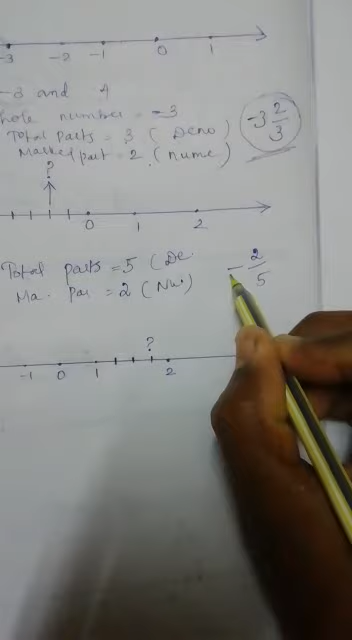 -3 -2 -1 0 1
-3 and 4
hole number = -3
Total parts = 3 ( Deno )
Marked part = 2 ( nume )
-3 2/3
?
0 1 2
Total parts = 5 ( De.
Ma. Par = 2 ( Nu. )
- 2/5
?
-1 0 1 2